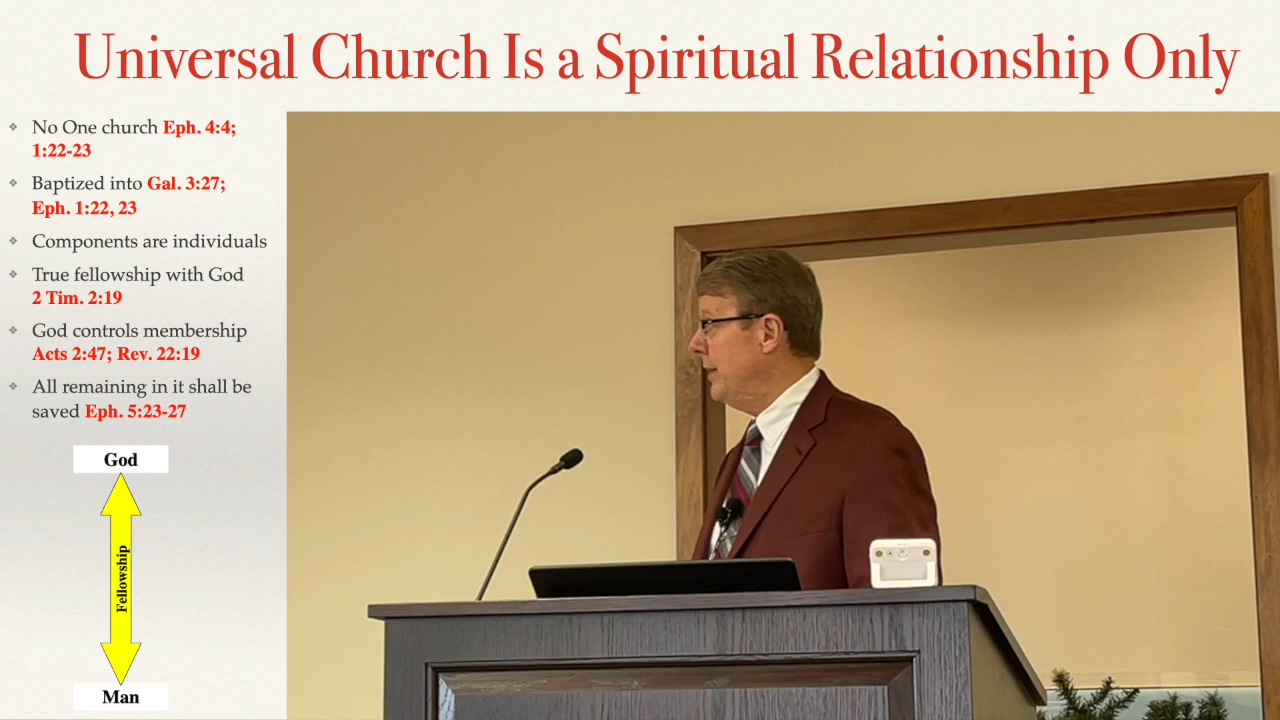 Universal Church Is a Spiritual Relationship Only
No One church Eph. 4:4;
1:22-23
Baptized into Gal. 3:27;
Eph. 1:22, 23
Components are individuals
True fellowship with God
2 Tim. 2:19
God controls membership
Acts 2:47; Rev. 22:19
All remaining in it shall be
saved Eph. 5:23-27
God
Fellowship
Man